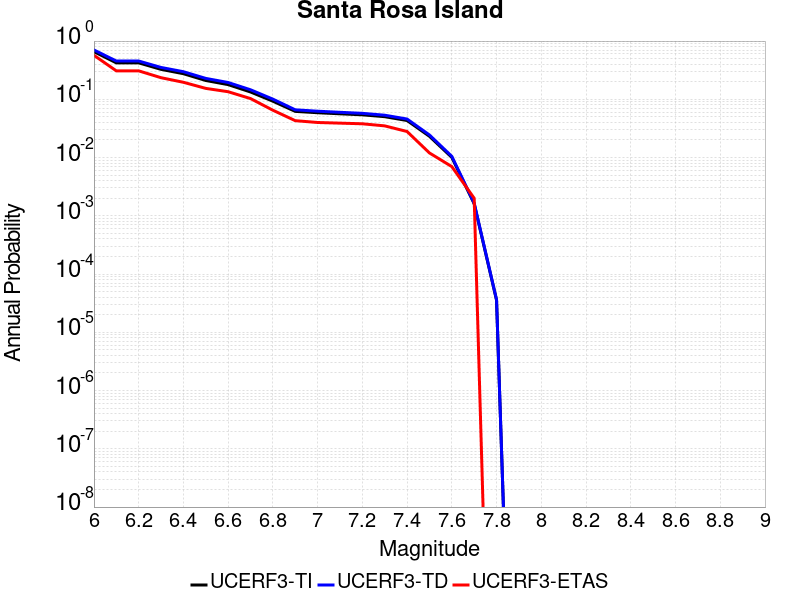 Santa Rosa Island
10^0
10^-1
10^-2
10^-3
10^-4
10^-5
10^-6
10^-7
10^-8
Annual Probability
6 6.2 6.4 6.6 6.8 7 7.2 7.4 7.6 7.8 8 8.2 8.4 8.6 8.8 9
Magnitude
UCERF3-TI UCERF3-TD UCERF3-ETAS